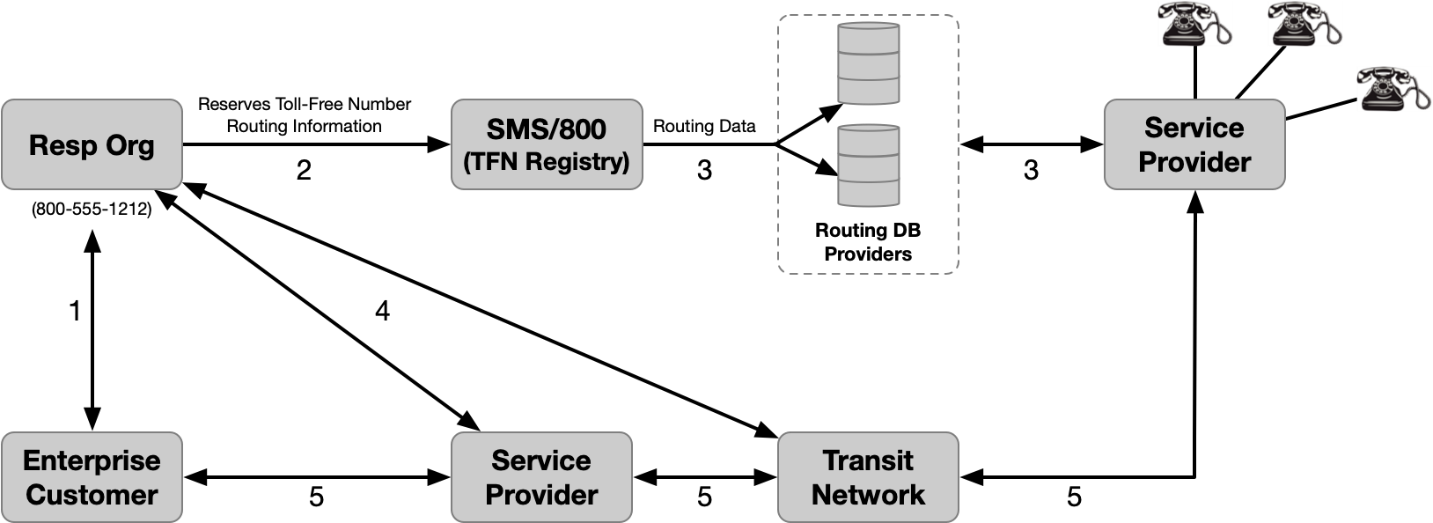 Resp Org
(800-555-1212)
Reserves Toll-Free Number
Routing Information
2
SMS/800
(TFN Registry)
Routing Data
3
Routing DB
Providers
3
Service
Provider
1
4
Enterprise
Customer
5
Service
Provider
5
Transit
Network
5